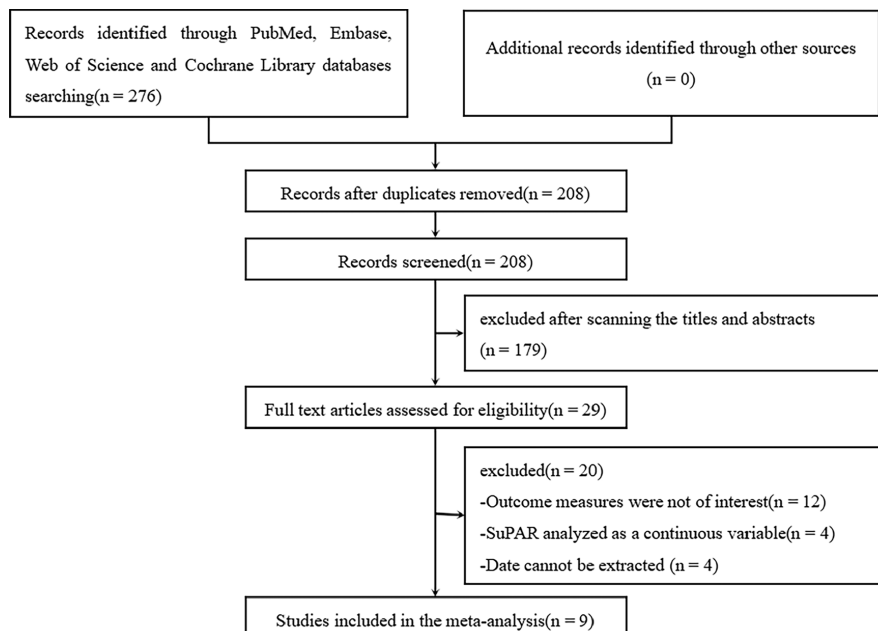 Records identified through PubMed, Embase,
Web of Science and Cochrane Library databases
searching(n = 276)
Additional records identified through other sources
(n = 0)
Records after duplicates removed(n = 208)
Records screened(n = 208)
excluded after scanning the titles and abstracts
(n = 179)
Full text articles assessed for eligibility(n = 29)
excluded(n = 20)
-Outcome measures were not of interest(n = 12)
-SuPAR analyzed as a continuous variable(n = 4)
-Date cannot be extracted (n = 4)
Studies included in the meta-analysis(n = 9)